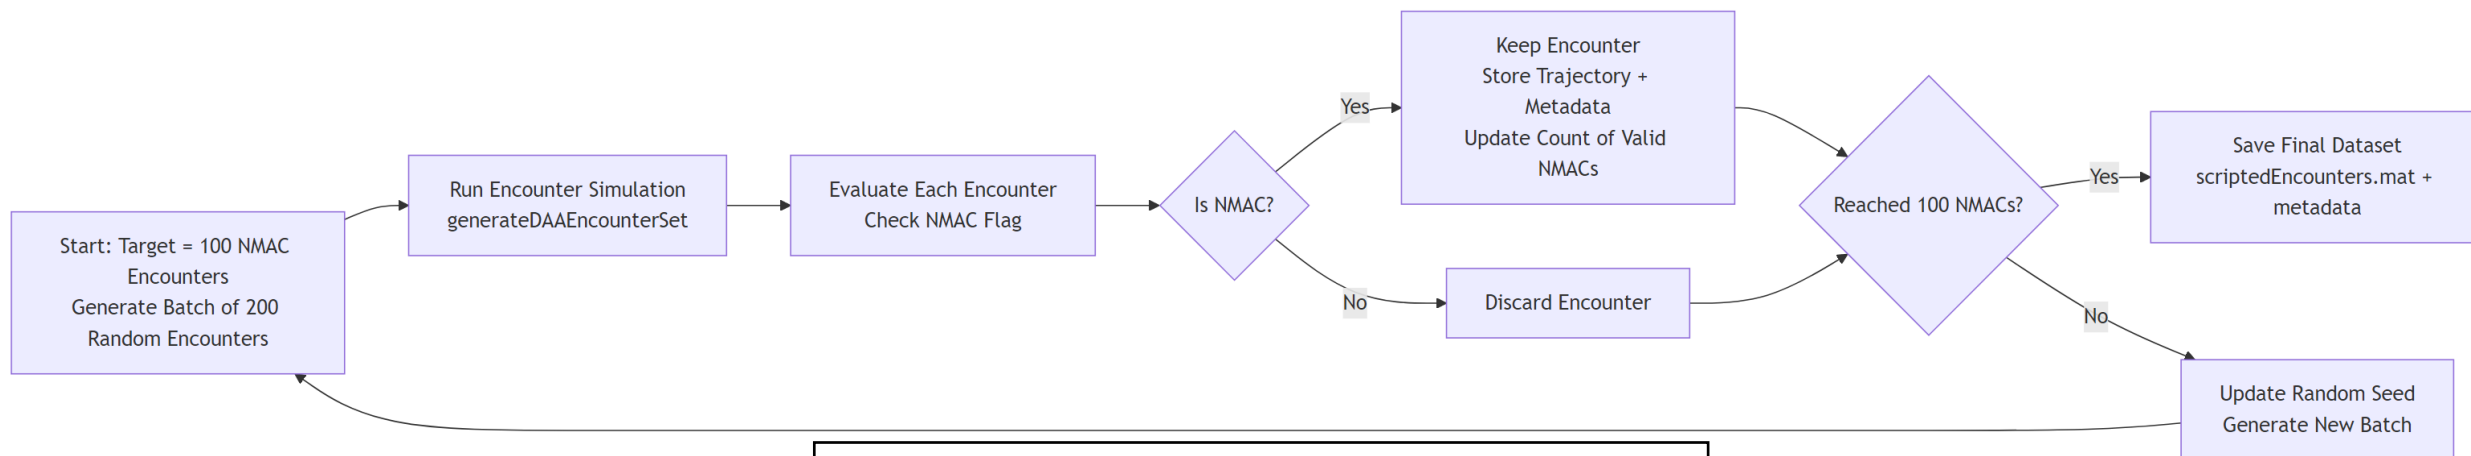 Start: Target = 100 NMAC
Encounters
Generate Batch of 200
Random Encounters
Run Encounter Simulation
generateDAAEncounterSet
Evaluate Each Encounter
Check NMAC Flag
Is NMAC?
Yes
No
Keep Encounter
Store Trajectory +
Metadata
Update Count of Valid
NMACs
Discard Encounter
Reached 100 NMACs?
Yes
No
Save Final Dataset
scriptedEncounters.mat +
metadata
Update Random Seed
Generate New Batch